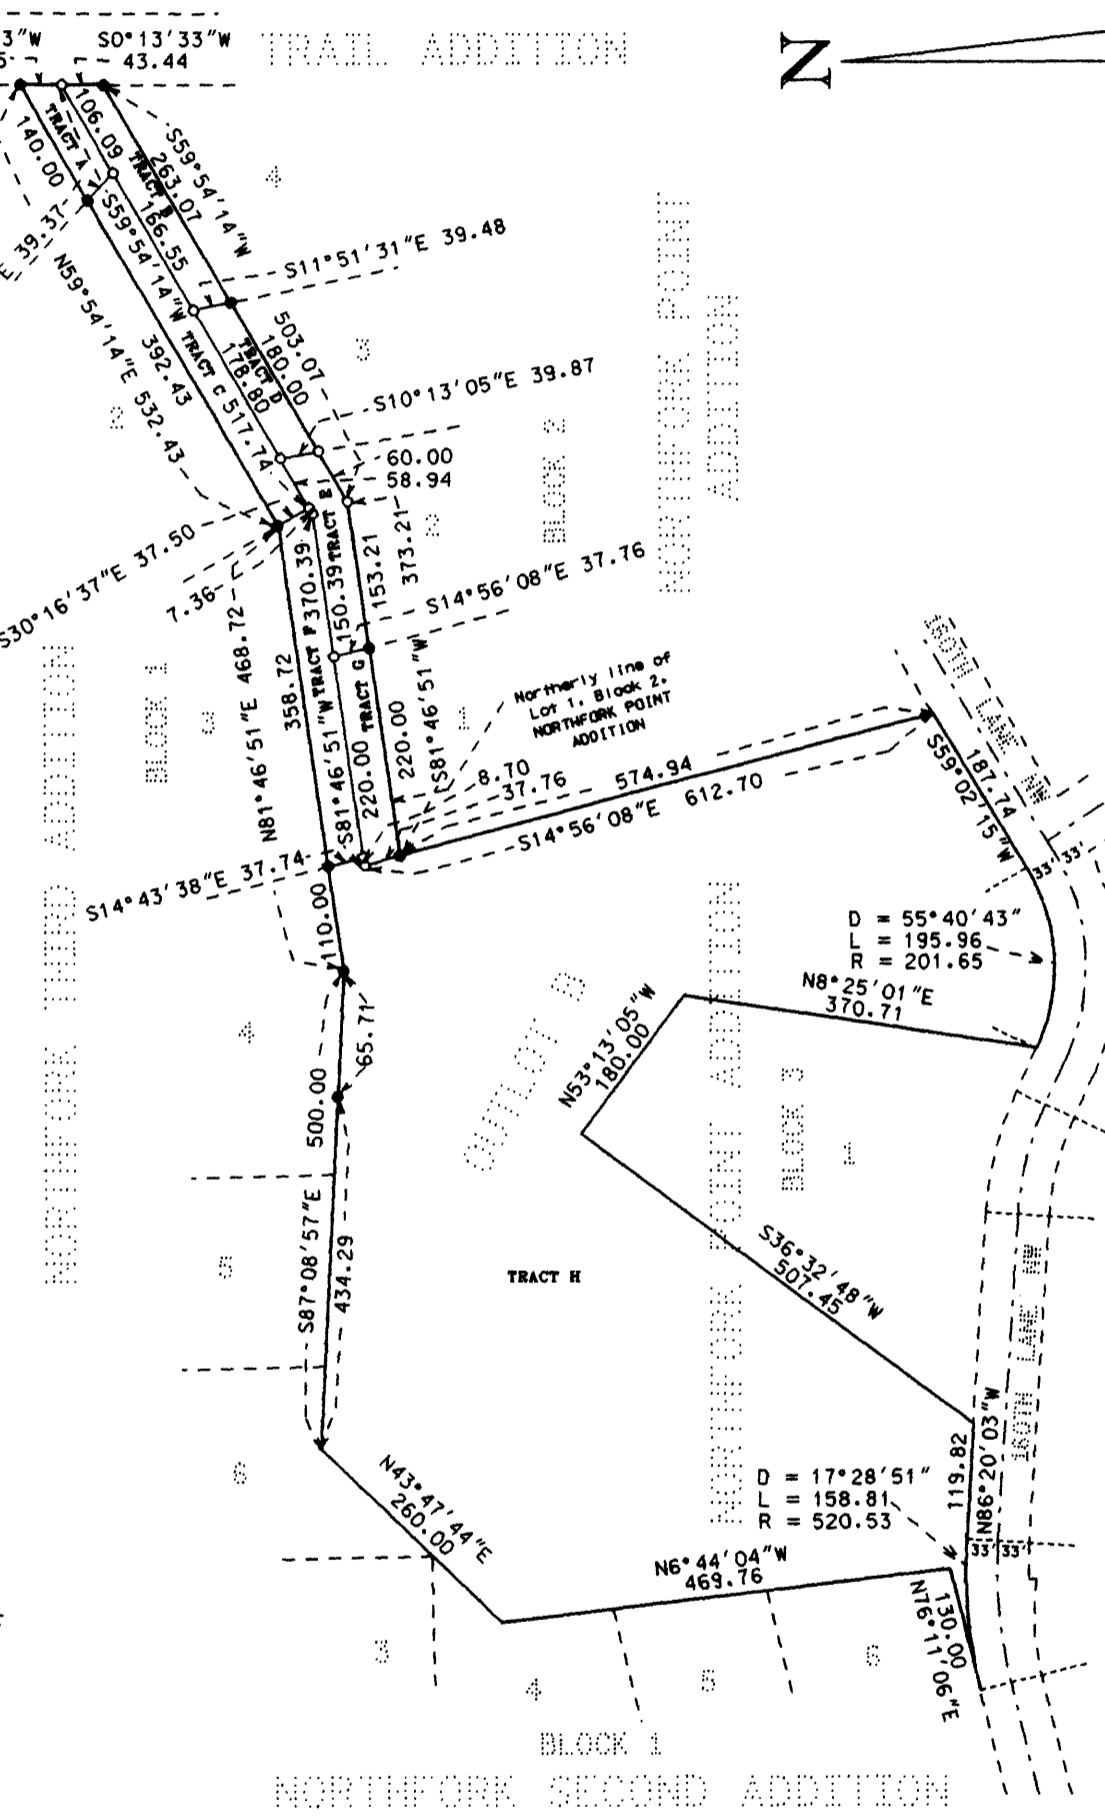 3"W
S0°13'33"W
43.44
TRAIL ADDITION
N
140.00
TRACT A
106.09
TRACT B
263.07
S59°54'14"W
4
39.37
E
S59°54'14"W
166.55
S11°51'31"E 39.48
N59°54'14"E 532.43
392.43
TRACT C 517.74
178.80
TRACT D
180.00
503.07
3
2
S10°13'05"E 39.87
60.00
58.94
NORTHFORK POINT
ADDITION
BLOCK 2
2
S30°16'37"E 37.50
7.36
TRACT E
150.39
153.21
373.21
S14°56'08"E 37.76
N81°46'51"E 468.72
358.72
TRACT F 370.39
S81°46'51"W
220.00
TRACT G
220.00
S81°46'51"W
1
Northerly line of
Lot 1, Block 2,
NORTHFORK POINT
ADDITION
8.70
37.76
574.94
S14°56'08"E 612.70
160TH LANE NW
187.74
S59°02'15"W
33' 33'
NORTHFORK THIRD ADDITION
BLOCK 1
3
S14°43'38"E 37.74
110.00
D = 55°40'43"
L = 195.96
R = 201.65
N8°25'01"E
370.71
N53°13'05"W
180.00
OUTLOT B
4
65.71
500.00
S87°08'57"E
434.29
5
TRACT H
S36°32'48"W
507.45
NORTHFORK POINT ADDITION
BLOCK 3
1
160TH LANE NW
119.82
N86°20'03"W
6
N43°47'44"E
260.00
D = 17°28'51"
L = 158.81
R = 520.53
33' 33'
N6°44'04"W
469.76
130.00
N76°11'06"E
3
4
5
6
BLOCK 1
NORTHFORK SECOND ADDITION